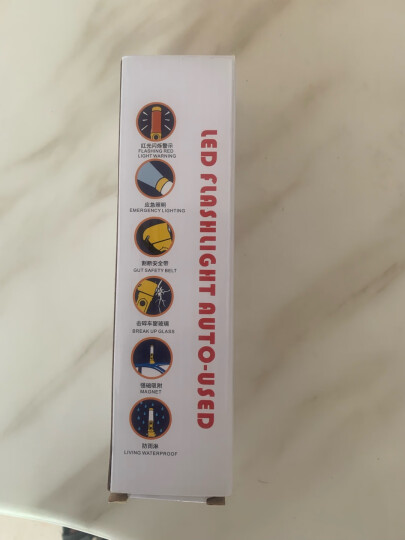 LED FLASHLIGHT AUTO-USED
红光闪烁警示
FLASHING RED
LIGHT WARNING
应急照明
EMERGENCY LIGHTING
割断安全带
CUT SAFETY BELT
击碎车窗玻璃
BREAK UP GLASS
强磁吸附
MAGNET
防雨淋
LIVING WATERPROOF